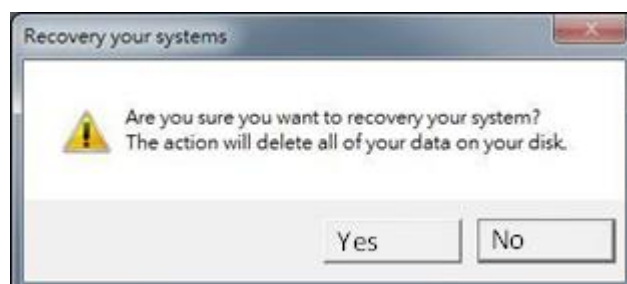 Recovery your systems
Are you sure you want to recovery your system?
The action will delete all of your data on your disk.
Yes
No